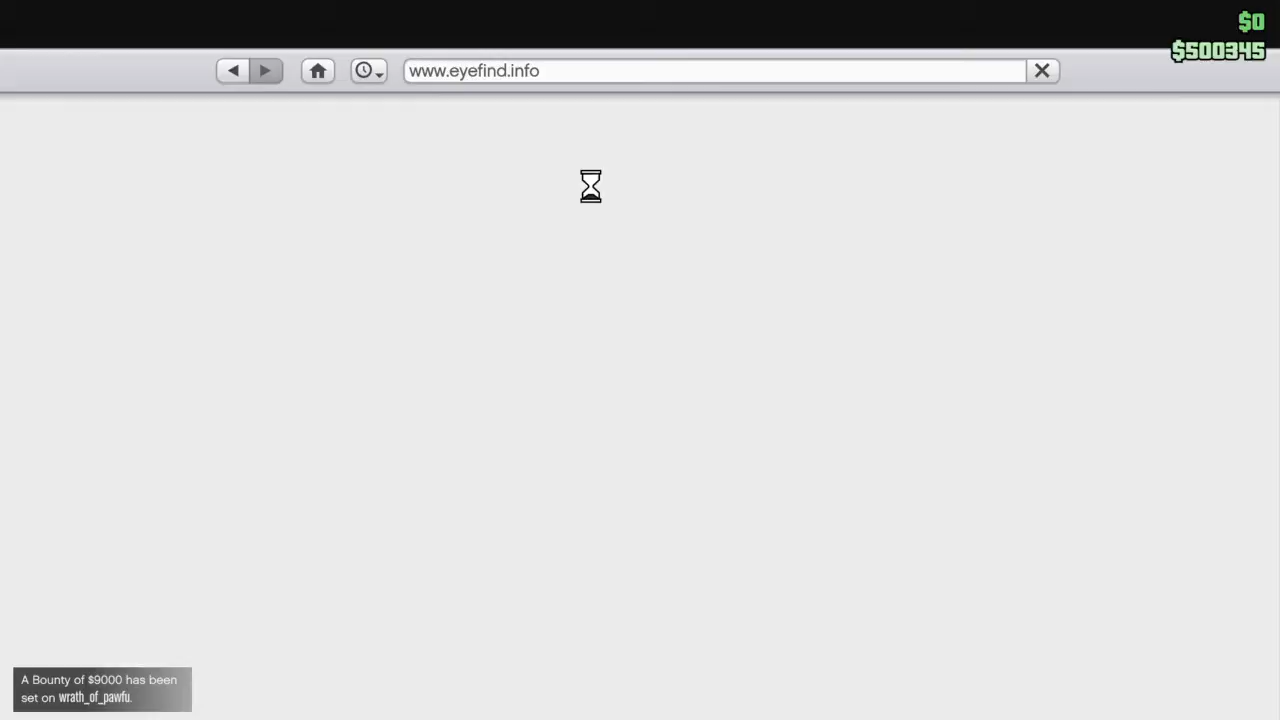 $0
$500345
www.eyefind.info
A Bounty of $9000 has been
set on wrath_of_pawfu.